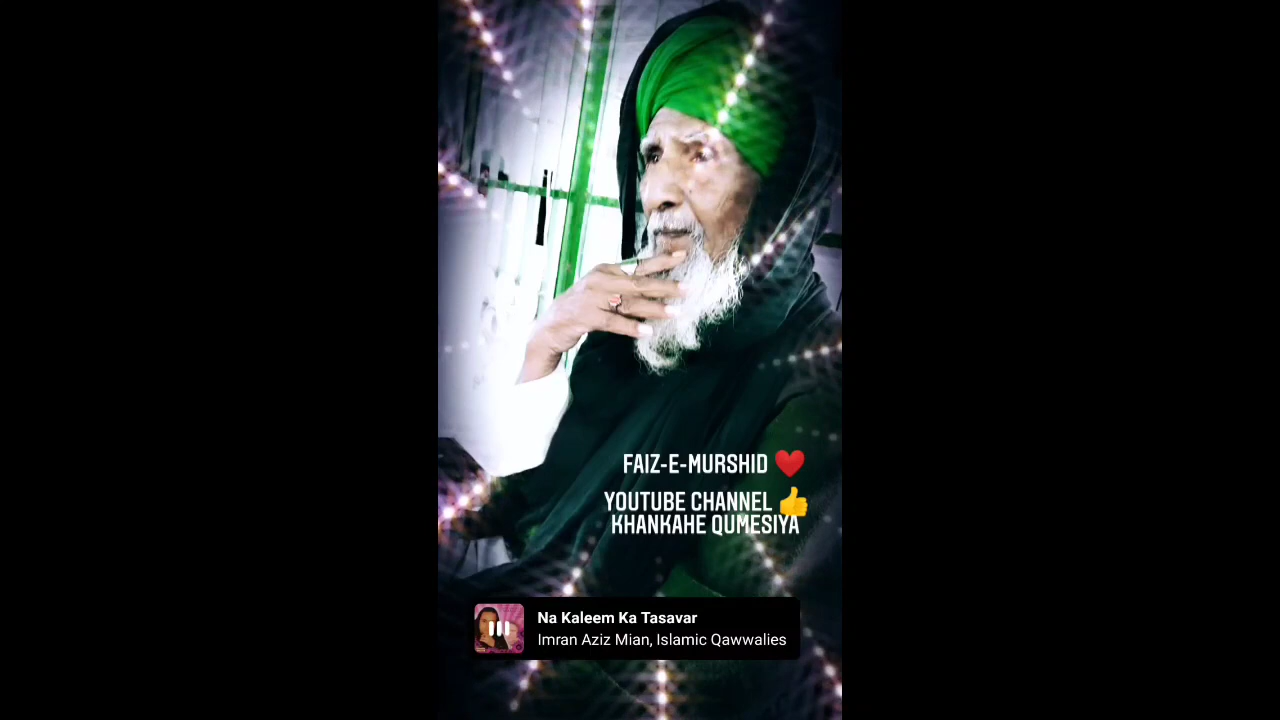 FAIZ-E-MURSHID ❤️
YOUTUBE CHANNEL 👍
KHANKAHE QUMESIYA
Na Kaleem Ka Tasavar
Imran Aziz Mian, Islamic Qawwalies